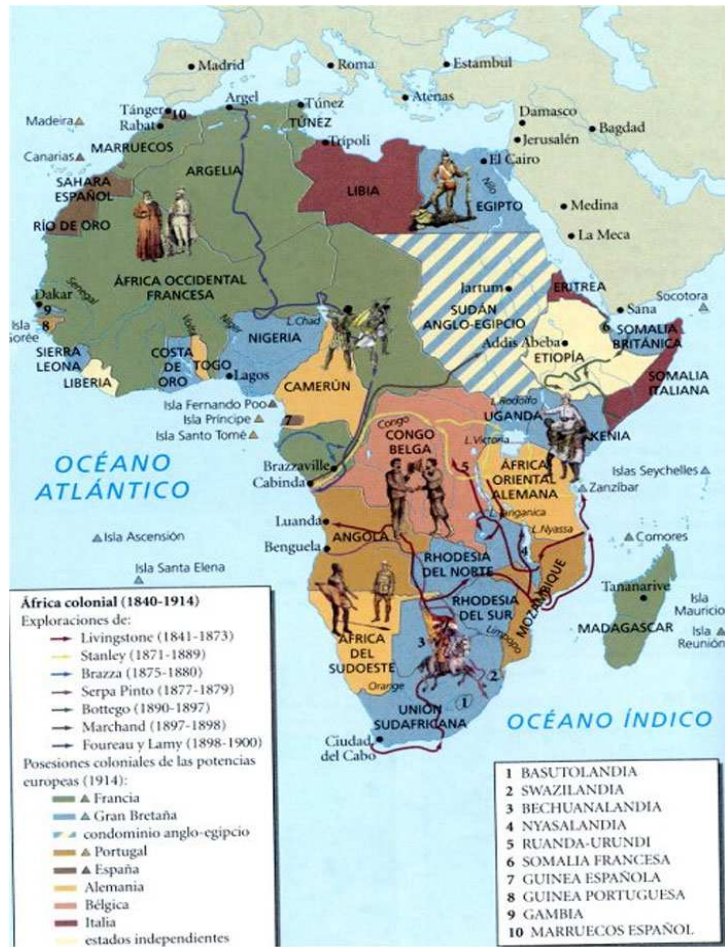 Madrid
Roma
Estambul
Atenas
Argel
Túnez
TÚNEZ
Tánger
10
Rabat
Madeira
MARRUECOS
Trípoli
Damasco
Bagdad
Jerusalén
El Cairo
Canarias
ARGELIA
SAHARA
ESPAÑOL
LIBIA
Nilo
EGIPTO
Medina
RÍO DE ORO
La Meca
ÁFRICA OCCIDENTAL
FRANCESA
Senegal
Dakar
9
8
Isla
Gorée
Jartum
SUDÁN
ANGLO-EGIPCIO
ERITREA
Sana
Socotora
Volta
Níger
L. Chad
NIGERIA
6
SOMALIA
BRITÁNICA
Addis Abeba
ETIOPÍA
SIERRA
LEONA
LIBERIA
COSTA
DE
ORO
TOGO
Lagos
CAMERÚN
SOMALIA
ITALIANA
Isla Fernando Poo
Isla Príncipe
Isla Santo Tomé
7
L. Rodolfo
UGANDA
KENIA
Congo
CONGO
BELGA
L. Victoria
OCÉANO
ATLÁNTICO
Brazzaville
Cabinda
5
ÁFRICA
ORIENTAL
ALEMANA
Islas Seychelles
Zanzíbar
Luanda
L. Tanganica
Isla Ascensión
ANGOLA
L. Nyassa
Benguela
4
Comores
Isla Santa Elena
RHODESIA
DEL NORTE
MOZAMBIQUE
Tananarive
Isla
Mauricio
RHODESIA
DEL SUR
MADAGASCAR
Isla
Reunión
ÁFRICA
DEL
SUDOESTE
3
Limpopo
2
Orange
1
UNIÓN
SUDAFRICANA
OCÉANO ÍNDICO
Ciudad
del Cabo
África colonial (1840-1914)
Exploraciones de:
Livingstone (1841-1873)
Stanley (1871-1889)
Brazza (1875-1880)
Serpa Pinto (1877-1879)
Bottego (1890-1897)
Marchand (1897-1898)
Foureau y Lamy (1898-1900)
Posesiones coloniales de las potencias
europeas (1914):
Francia
Gran Bretaña
condominio anglo-egipcio
Portugal
España
Alemania
Bélgica
Italia
estados independientes
1 BASUTOLANDIA
2 SWAZILANDIA
3 BECHUANALANDIA
4 NYASALANDIA
5 RUANDA-URUNDI
6 SOMALIA FRANCESA
7 GUINEA ESPAÑOLA
8 GUINEA PORTUGUESA
9 GAMBIA
10 MARRUECOS ESPAÑOL